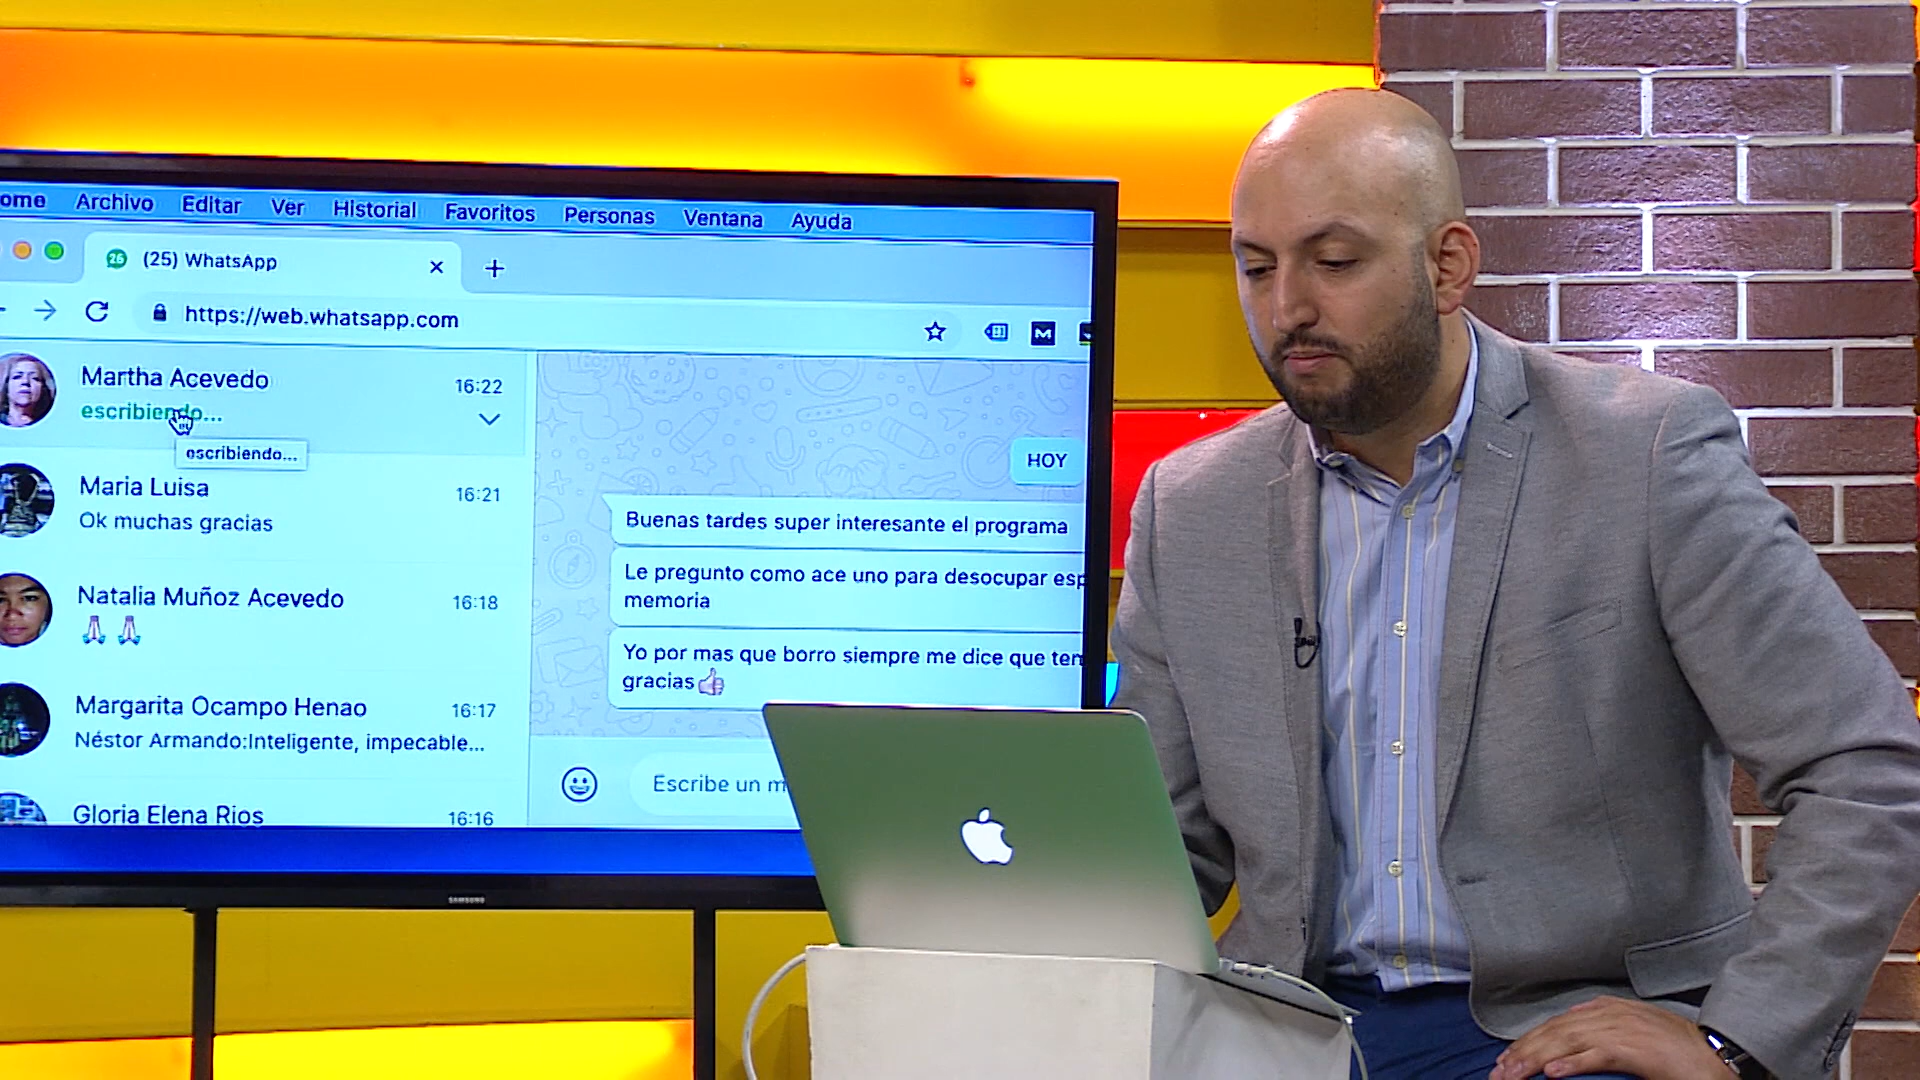 ome Archivo Editar Ver Historial Favoritos Personas Ventana Ayuda
(25) WhatsApp
https://web.whatsapp.com
Martha Acevedo 16:22
escribiendo...
escribiendo...
Maria Luisa 16:21
Ok muchas gracias
Natalia Muñoz Acevedo 16:18
Margarita Ocampo Henao 16:17
Néstor Armando:Inteligente, impecable...
Gloria Elena Rios 16:16
HOY
Buenas tardes super interesante el programa
Le pregunto como ace uno para desocupar esp
memoria
Yo por mas que borro siempre me dice que ten
gracias👍
Escribe un m
SAMSUNG